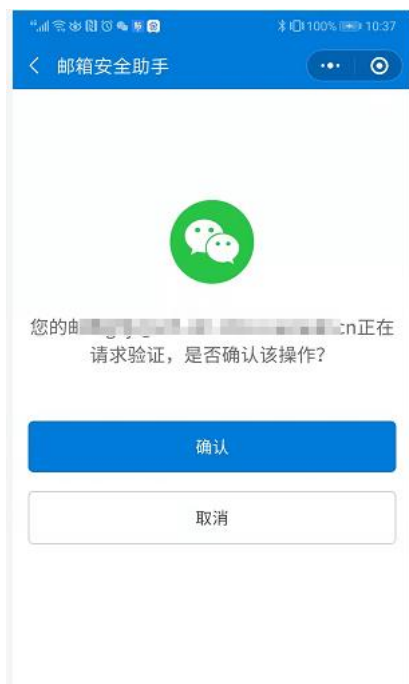 100% 10:37
邮箱安全助手
您的邮cn正在
请求验证，是否确认该操作？
确认
取消